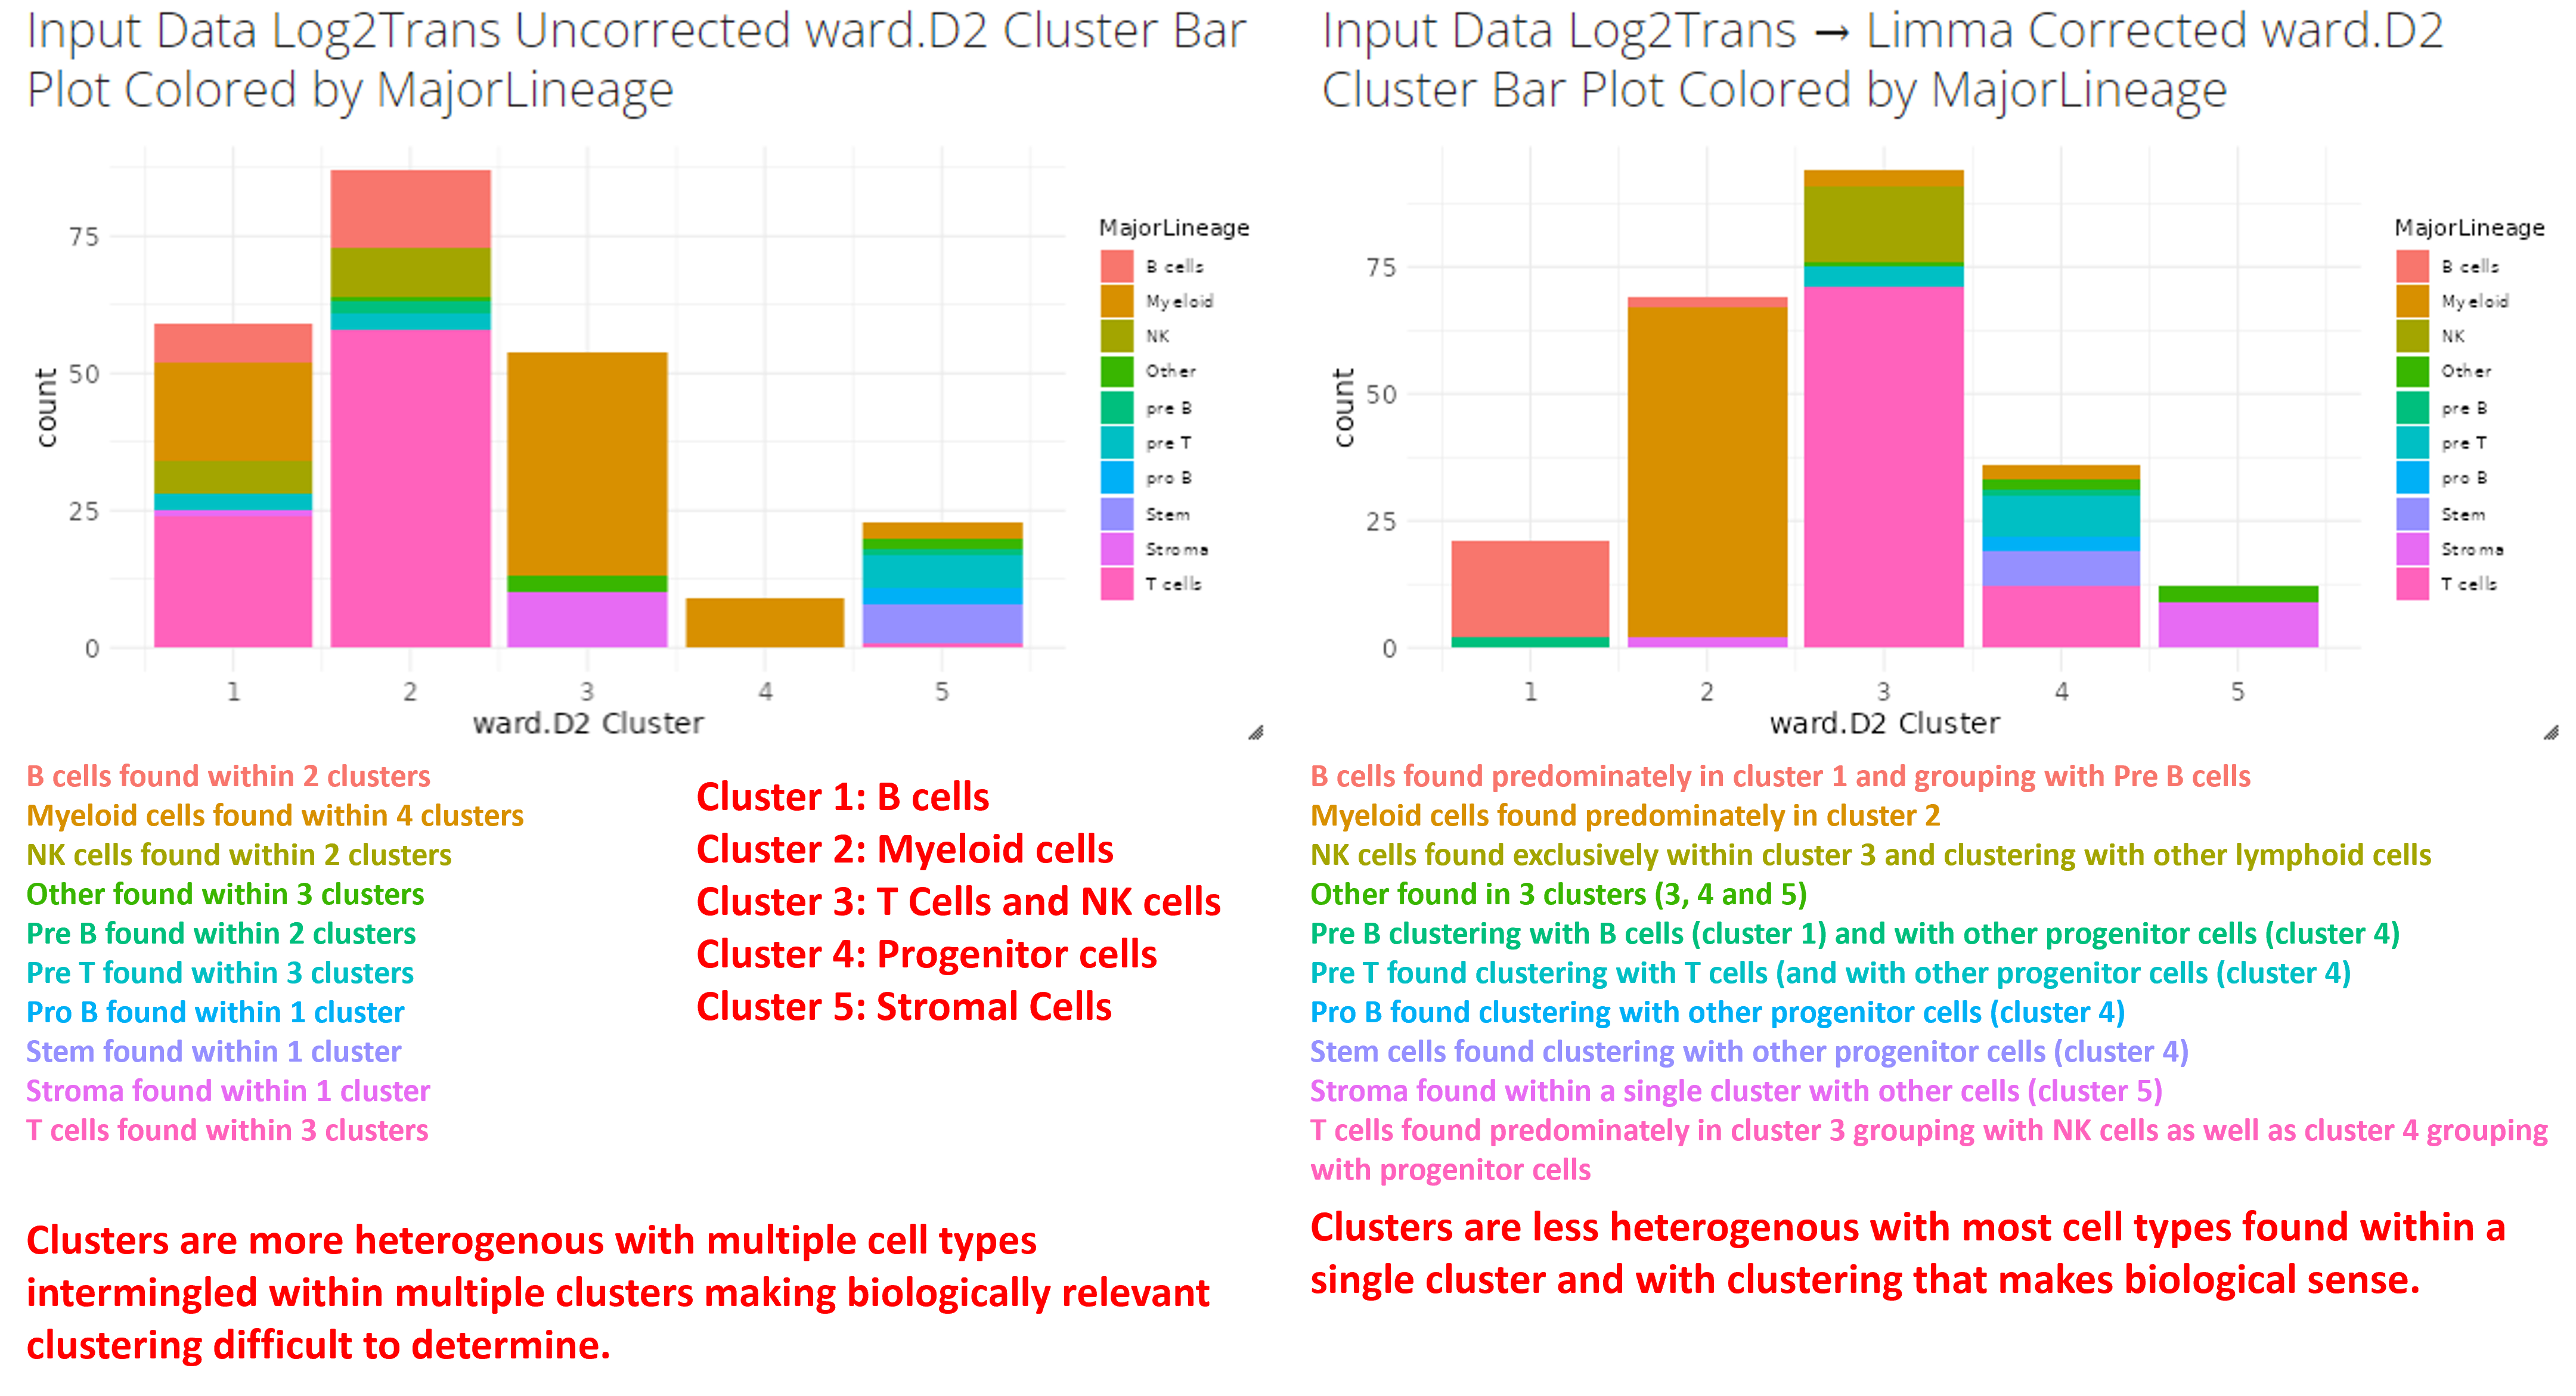 Input Data Log2Trans Uncorrected ward.D2 Cluster Bar
Plot Colored by MajorLineage
count
75
50
25
0
1
2
3
4
5
ward.D2 Cluster
MajorLineage
B cells
Myeloid
NK
Other
pre B
pre T
pro B
Stem
Stroma
T cells
Input Data Log2Trans → Limma Corrected ward.D2
Cluster Bar Plot Colored by MajorLineage
count
75
50
25
0
1
2
3
4
5
ward.D2 Cluster
MajorLineage
B cells
Myeloid
NK
Other
pre B
pre T
pro B
Stem
Stroma
T cells
B cells found within 2 clusters
Myeloid cells found within 4 clusters
NK cells found within 2 clusters
Other found within 3 clusters
Pre B found within 2 clusters
Pre T found within 3 clusters
Pro B found within 1 cluster
Stem found within 1 cluster
Stroma found within 1 cluster
T cells found within 3 clusters
Cluster 1: B cells
Cluster 2: Myeloid cells
Cluster 3: T Cells and NK cells
Cluster 4: Progenitor cells
Cluster 5: Stromal Cells
B cells found predominately in cluster 1 and grouping with Pre B cells
Myeloid cells found predominately in cluster 2
NK cells found exclusively within cluster 3 and clustering with other lymphoid cells
Other found in 3 clusters (3, 4 and 5)
Pre B clustering with B cells (cluster 1) and with other progenitor cells (cluster 4)
Pre T found clustering with T cells (and with other progenitor cells (cluster 4)
Pro B found clustering with other progenitor cells (cluster 4)
Stem cells found clustering with other progenitor cells (cluster 4)
Stroma found within a single cluster with other cells (cluster 5)
T cells found predominately in cluster 3 grouping with NK cells as well as cluster 4 grouping
with progenitor cells
Clusters are more heterogenous with multiple cell types
intermingled within multiple clusters making biologically relevant
clustering difficult to determine.
Clusters are less heterogenous with most cell types found within a
single cluster and with clustering that makes biological sense.